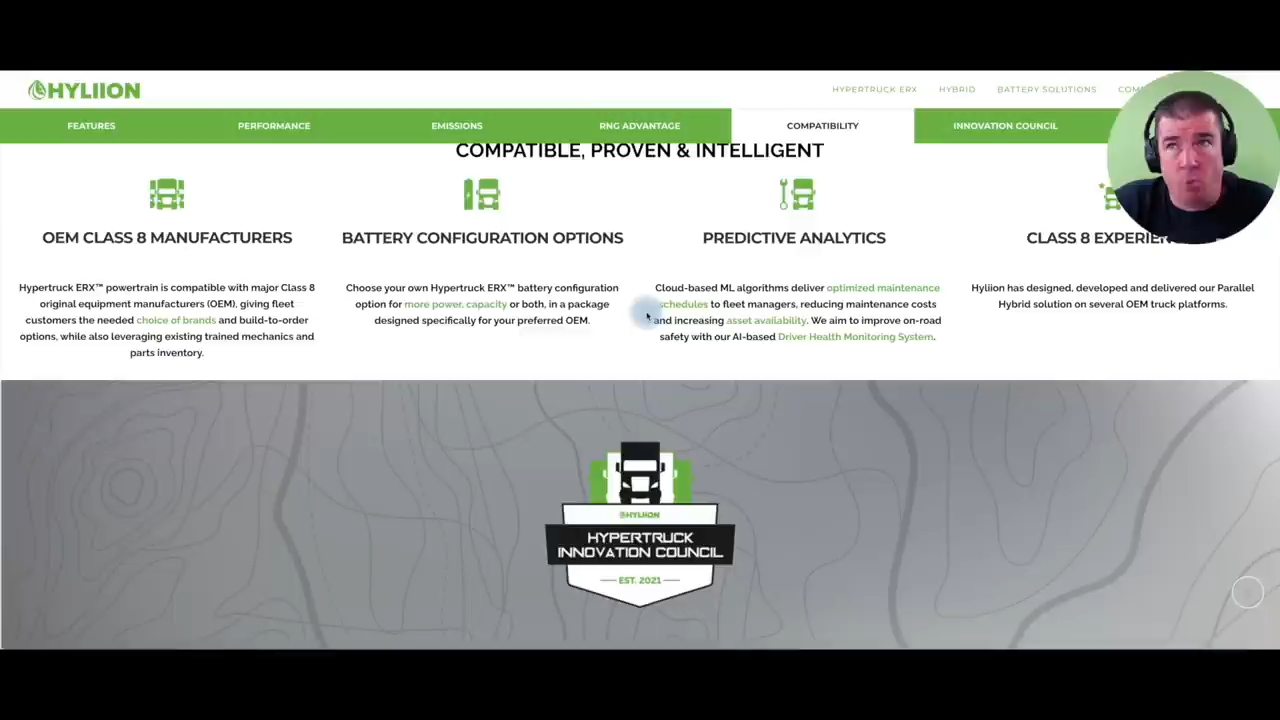 HYLIION
HYPERTRUCK ERX HYBRID BATTERY SOLUTIONS
FEATURES PERFORMANCE EMISSIONS RNG ADVANTAGE COMPATIBILITY INNOVATION COUNCIL
COMPATIBLE, PROVEN & INTELLIGENT
OEM CLASS 8 MANUFACTURERS
Hypertruck ERX™ powertrain is compatible with major Class 8
original equipment manufacturers (OEM), giving fleet
customers the needed choice of brands and build-to-order
options, while also leveraging existing trained mechanics and
parts inventory.
BATTERY CONFIGURATION OPTIONS
Choose your own Hypertruck ERX™ battery configuration
option for more power, capacity or both, in a package
designed specifically for your preferred OEM.
PREDICTIVE ANALYTICS
Cloud-based ML algorithms deliver optimized maintenance
schedules to fleet managers, reducing maintenance costs
and increasing asset availability. We aim to improve on-road
safety with our AI-based Driver Health Monitoring System.
CLASS 8
Hyliion has designed, developed and delivered our Parallel
Hybrid solution on several OEM truck platforms.
HYLIION
HYPERTRUCK
INNOVATION COUNCIL
EST. 2021